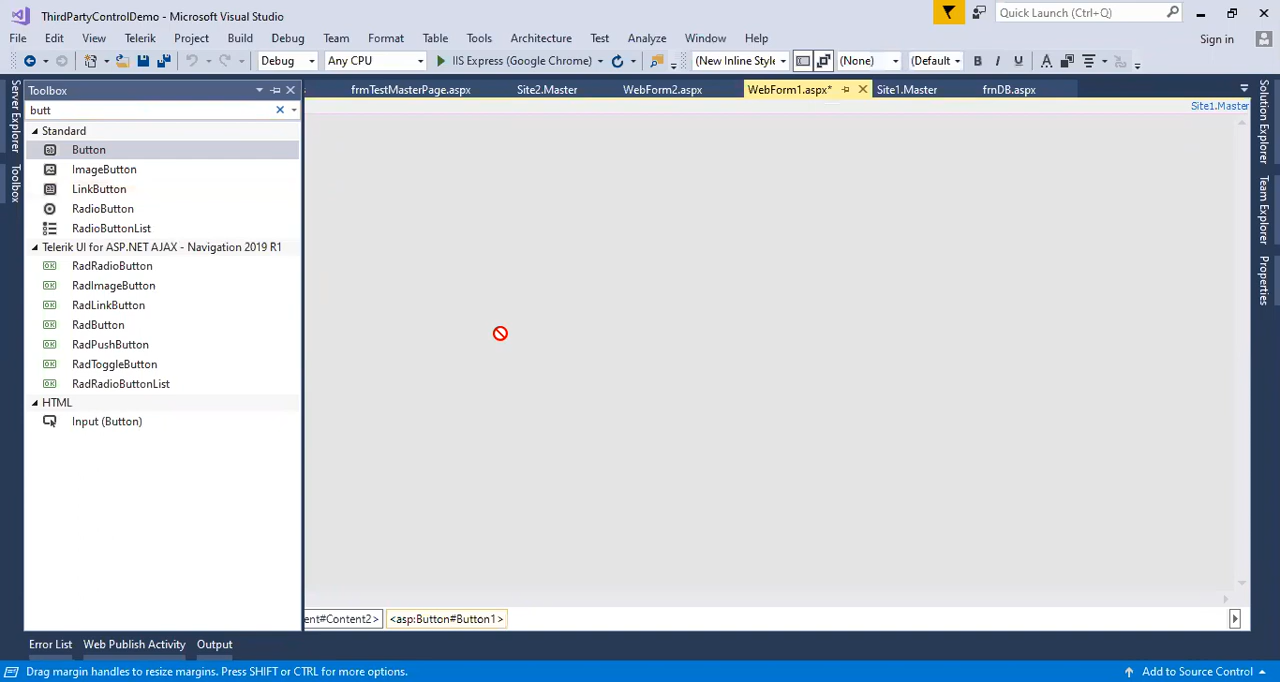 ThirdPartyControlDemo - Microsoft Visual Studio
Quick Launch (Ctrl+Q)
File Edit View Telerik Project Build Debug Team Format Table Tools Architecture Test Analyze Window Help
Sign in
Debug Any CPU IIS Express (Google Chrome) (New Inline Style (None) (Default B I U A
Toolbox
frmTestMasterPage.aspx Site2.Master WebForm2.aspx WebForm1.aspx* Site1.Master frnDB.aspx
Site1.Master
butt
Standard
Button
ImageButton
LinkButton
RadioButton
RadioButtonList
Telerik UI for ASP.NET AJAX - Navigation 2019 R1
RadRadioButton
RadImageButton
RadLinkButton
RadButton
RadPushButton
RadToggleButton
RadRadioButtonList
HTML
Input (Button)
Server Explorer
Toolbox
Solution Explorer
Team Explorer
Properties
ent#Content2> <asp:Button#Button1>
Error List Web Publish Activity Output
Drag margin handles to resize margins. Press SHIFT or CTRL for more options.
Add to Source Control